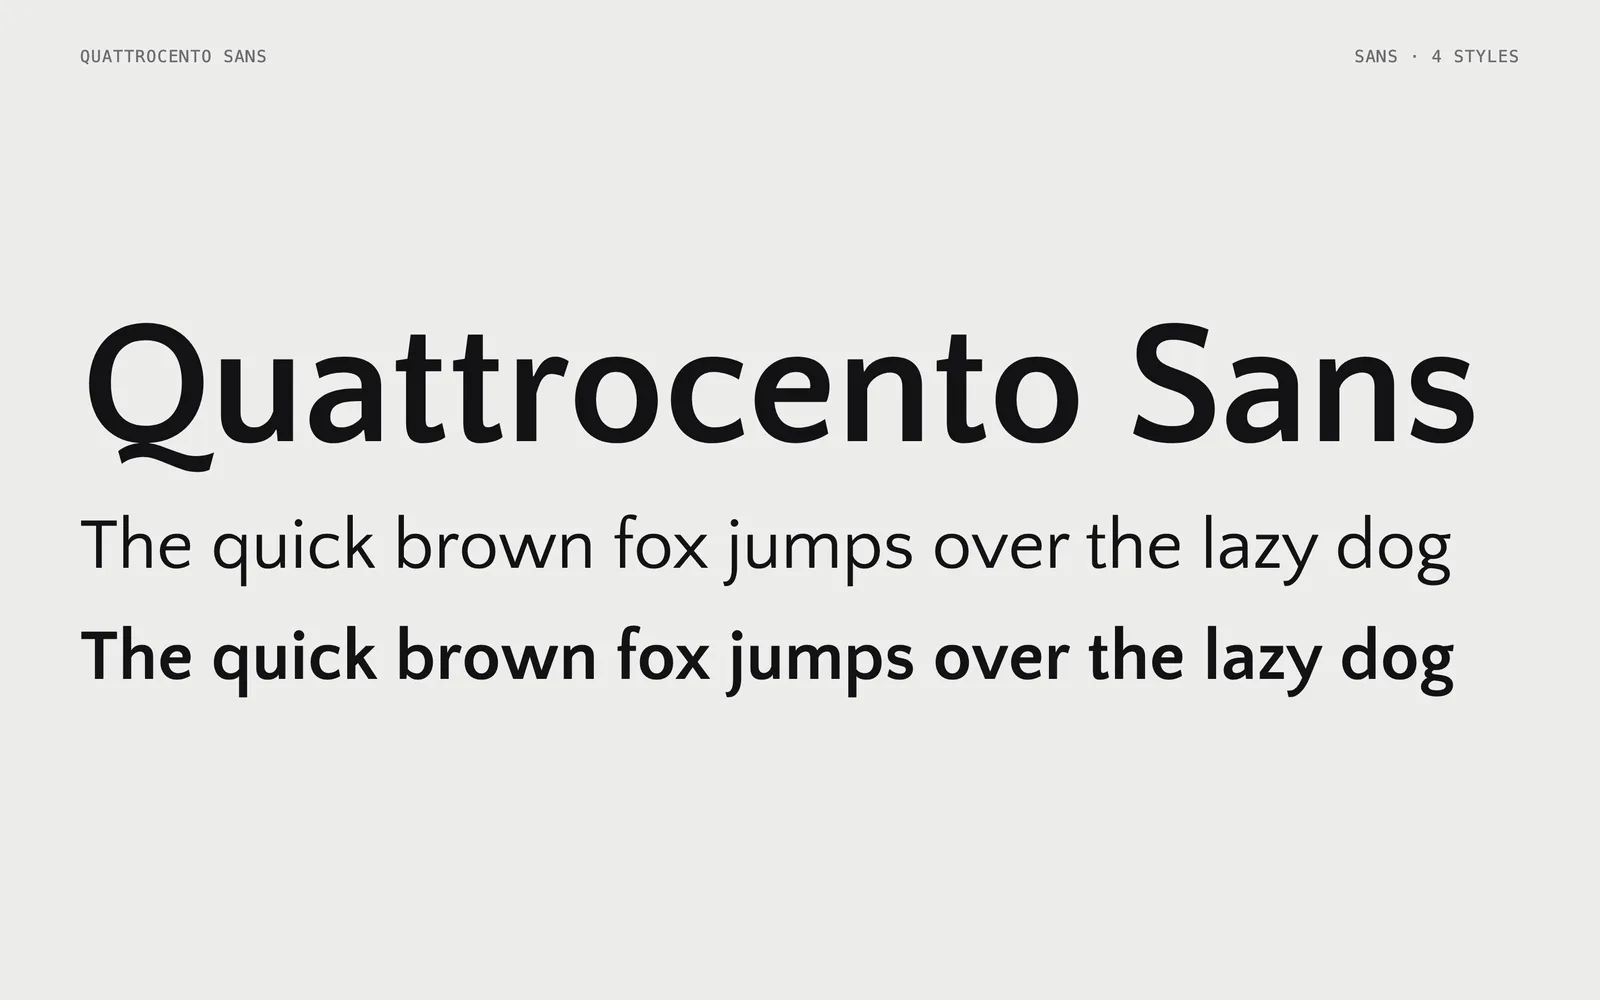 QUATTROCENTO SANS
SANS · 4 STYLES
Quattrocento Sans
The quick brown fox jumps over the lazy dog
The quick brown fox jumps over the lazy dog